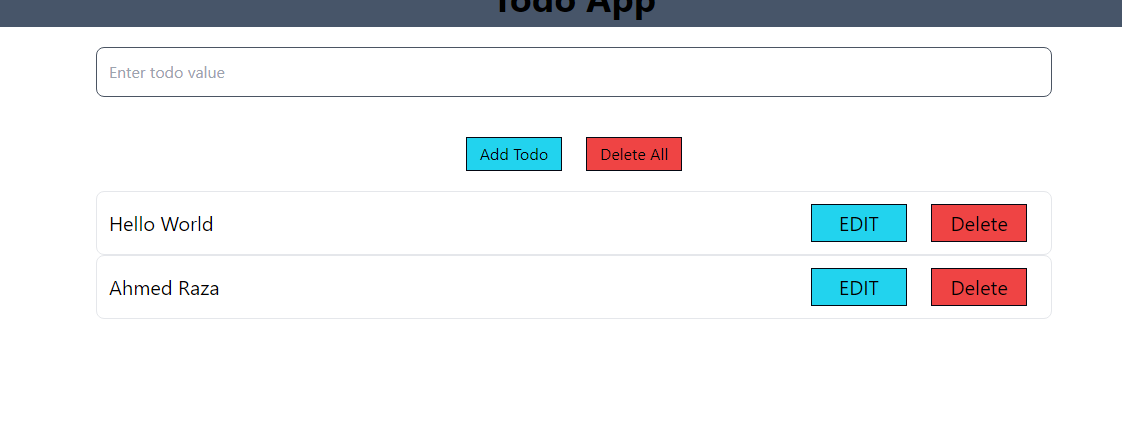 Todo App
Enter todo value
Add Todo Delete All
Hello World EDIT Delete
Ahmed Raza EDIT Delete